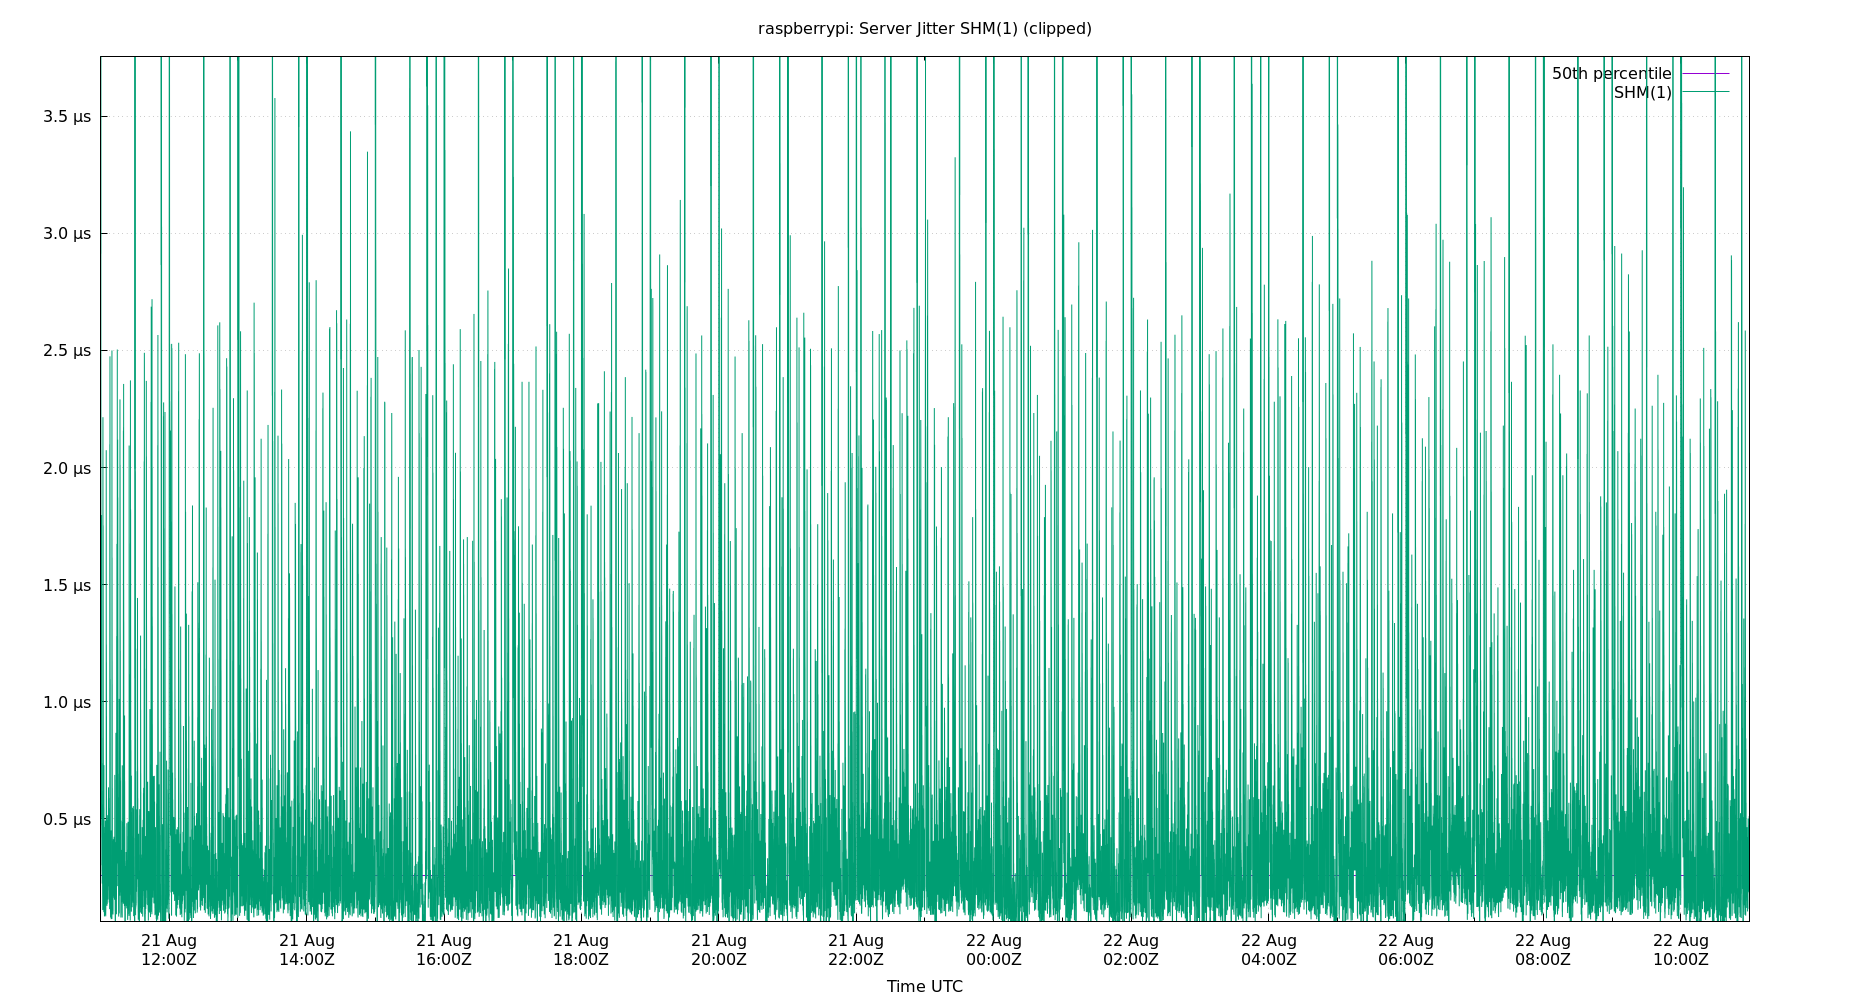 raspberrypi: Server Jitter SHM(1) (clipped)
50th percentile
SHM(1)
3.5 µs
3.0 µs
2.5 µs
2.0 µs
1.5 µs
1.0 µs
0.5 µs
21 Aug 21 Aug 21 Aug 21 Aug 21 Aug 21 Aug 22 Aug 22 Aug 22 Aug 22 Aug 22 Aug 22 Aug
12:00Z 14:00Z 16:00Z 18:00Z 20:00Z 22:00Z 00:00Z 02:00Z 04:00Z 06:00Z 08:00Z 10:00Z
Time UTC